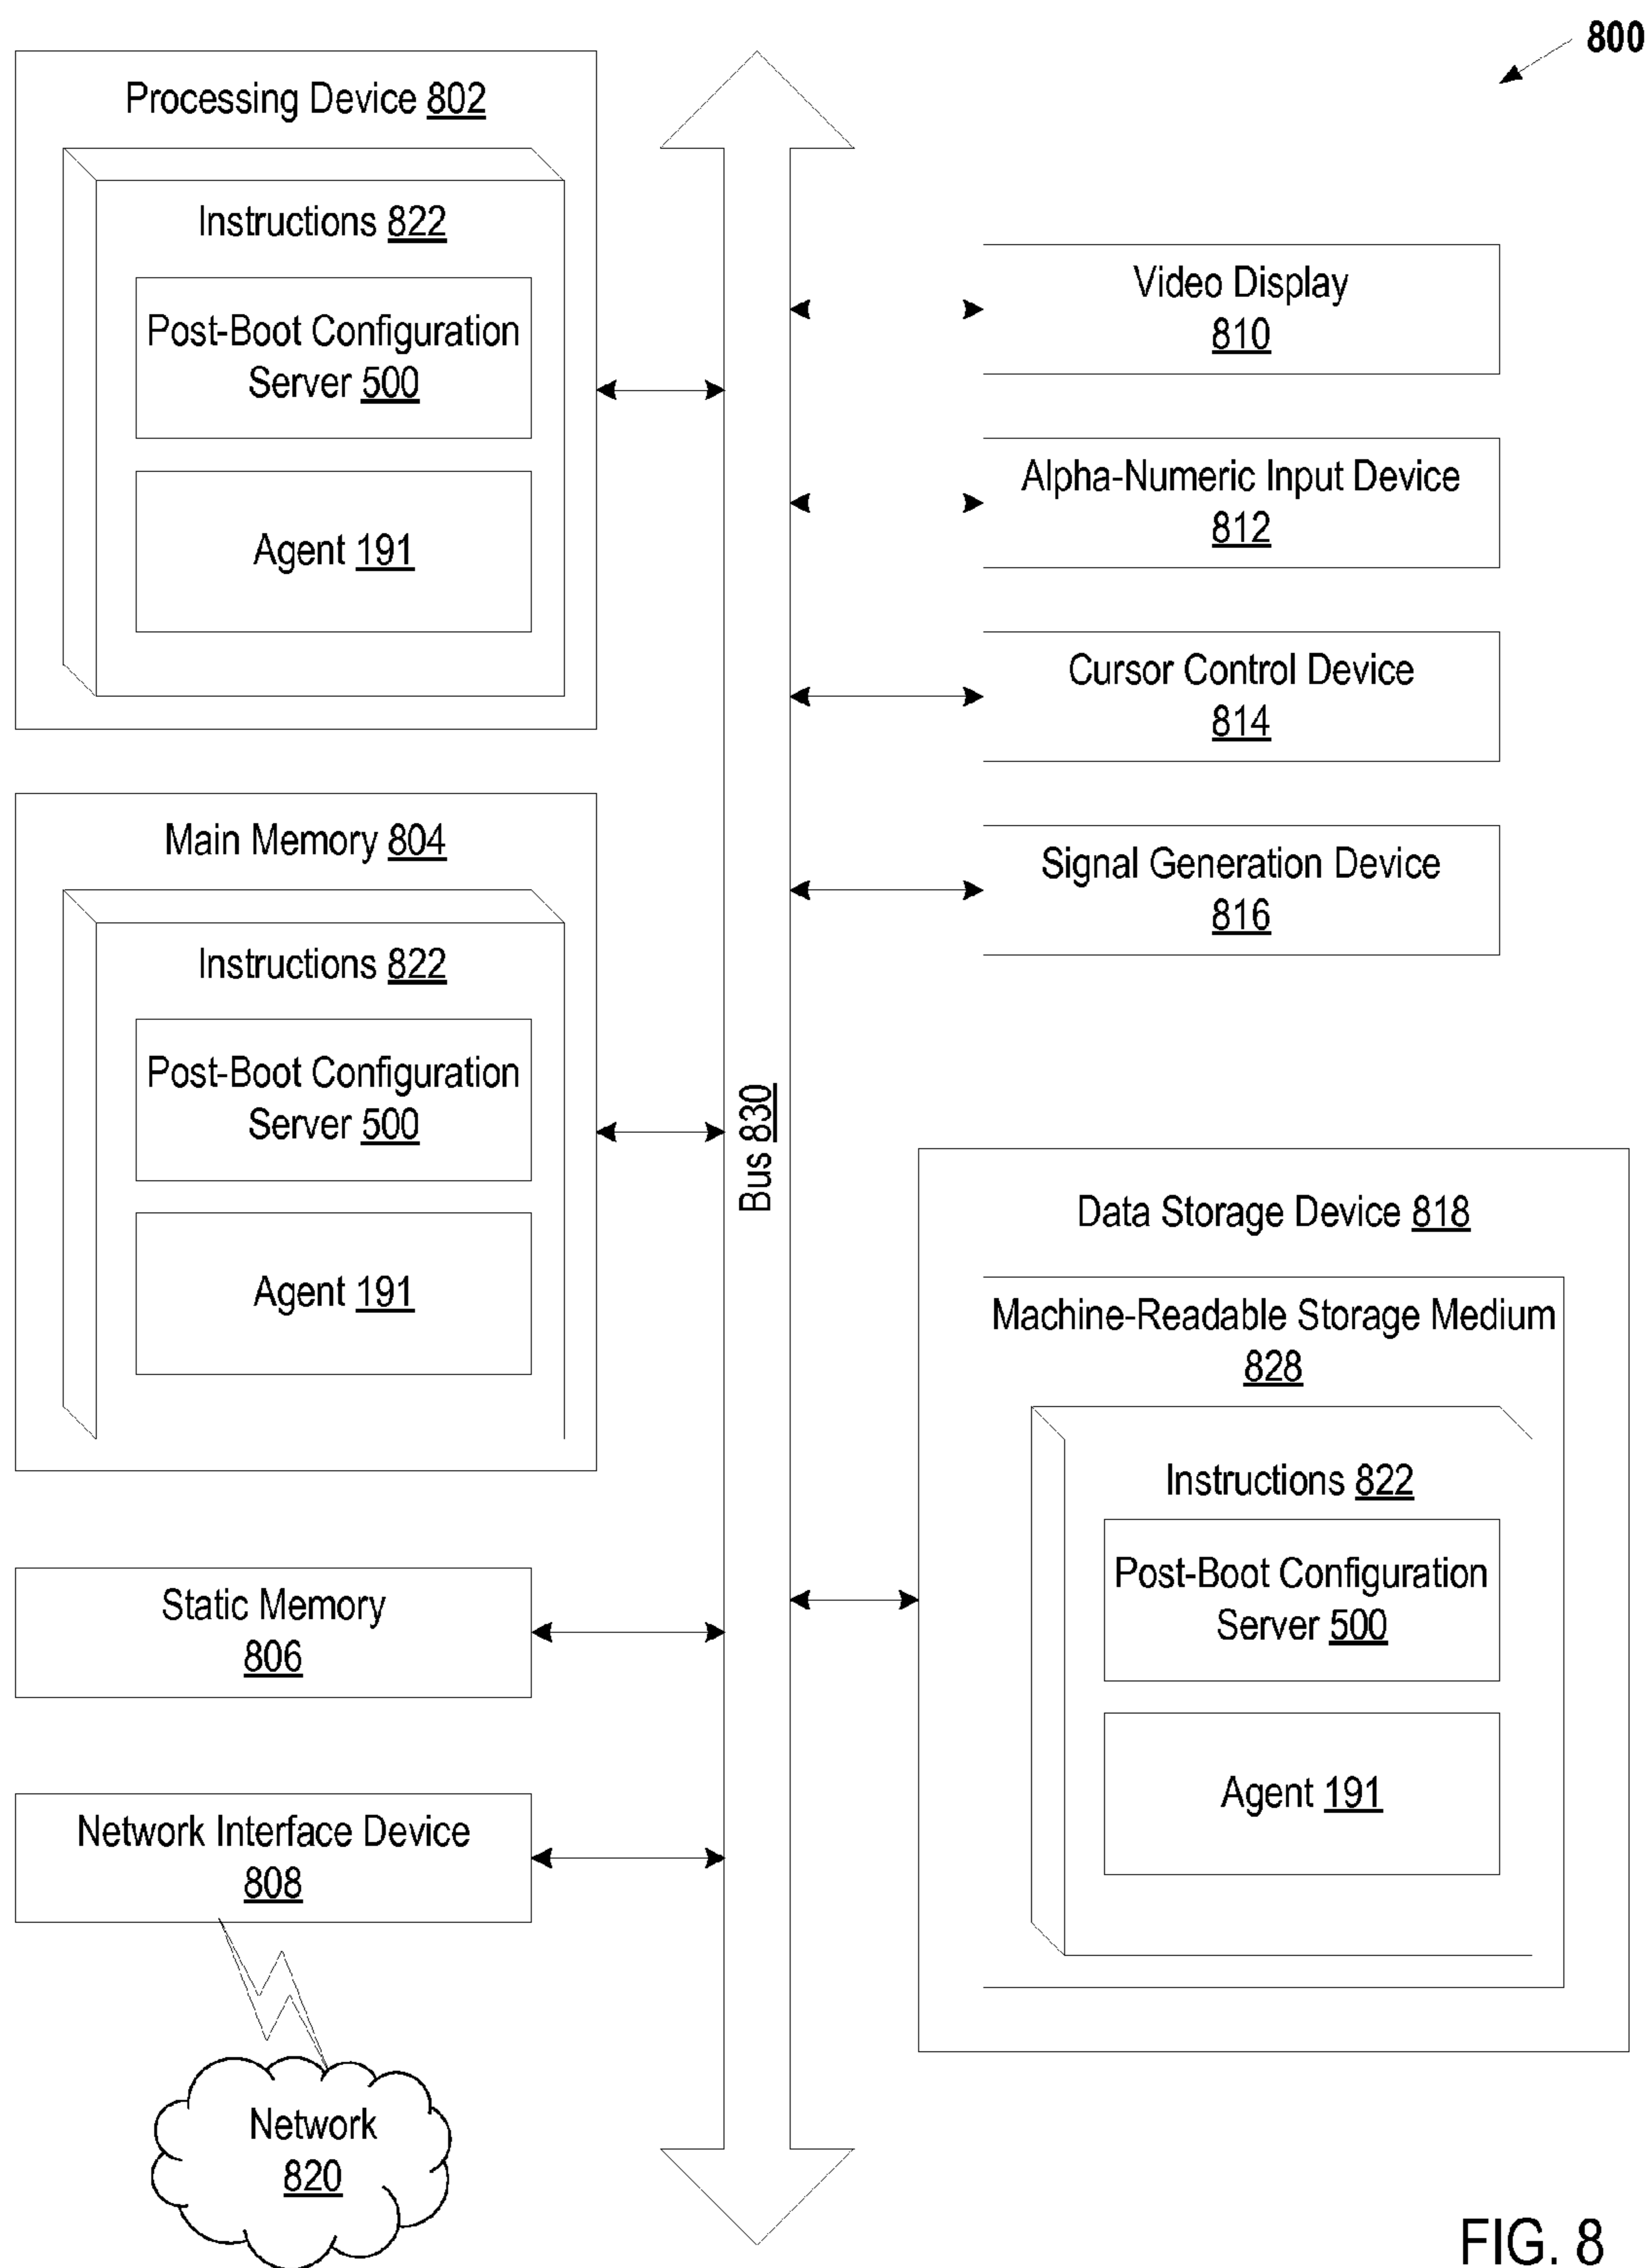 800
Processing Device 802
Instructions 822
Post-Boot Configuration
Server 500
Agent 191
Main Memory 804
Instructions 822
Post-Boot Configuration
Server 500
Agent 191
Static Memory
806
Network Interface Device
808
Network
820
Bus 830
Video Display
810
Alpha-Numeric Input Device
812
Cursor Control Device
814
Signal Generation Device
816
Data Storage Device 818
Machine-Readable Storage Medium
828
Instructions 822
Post-Boot Configuration
Server 500
Agent 191
FIG. 8